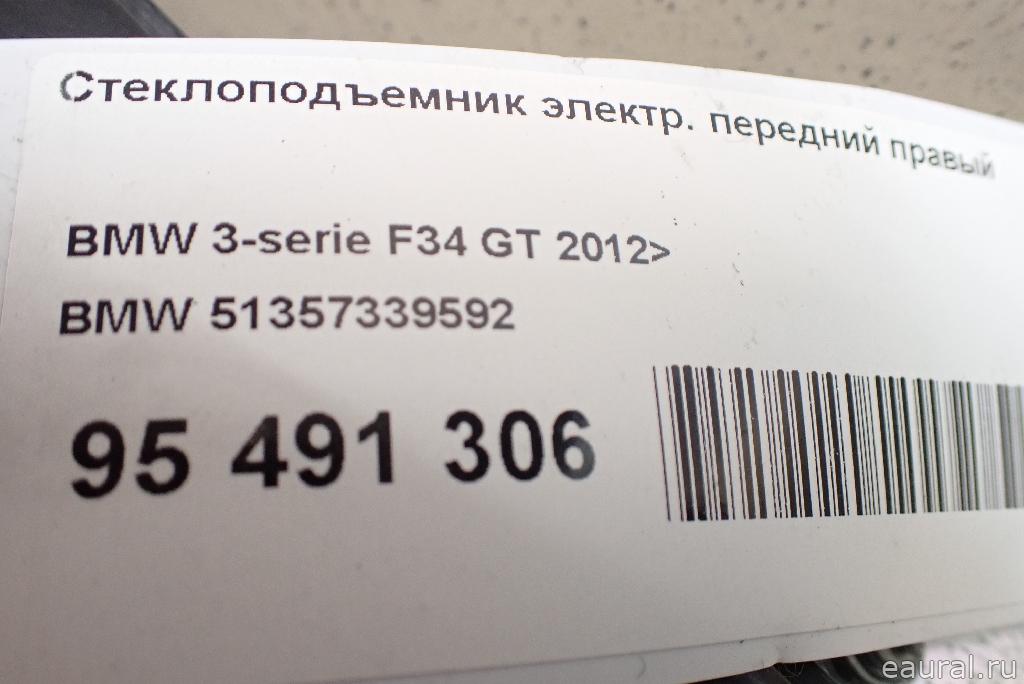 Стеклоподъемник электр. передний правый
BMW 3-serie F34 GT 2012>
BMW 51357339592
95 491 306
eaural.ru